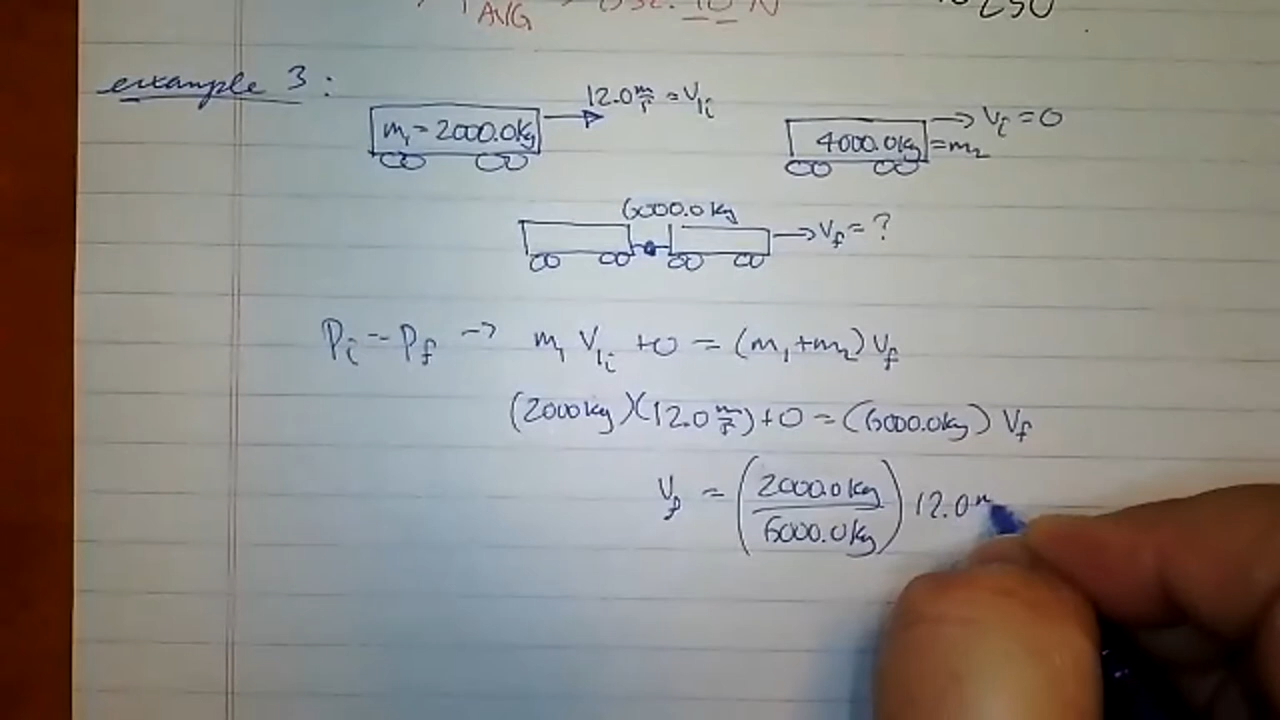 AVG
250
example 3:
12.0 m/s = V₁ᵢ
m₁ = 2000.0kg
Vᵢ = 0
4000.0kg = m₂
6000.0 kg
V_f = ?
Pᵢ = P_f → m₁ V₁ᵢ + 0 = (m₁+m₂) V_f
(2000kg)(12.0 m/s) + 0 = (6000.0kg) V_f
V_f = (2000.0kg / 6000.0kg) 12.0 m